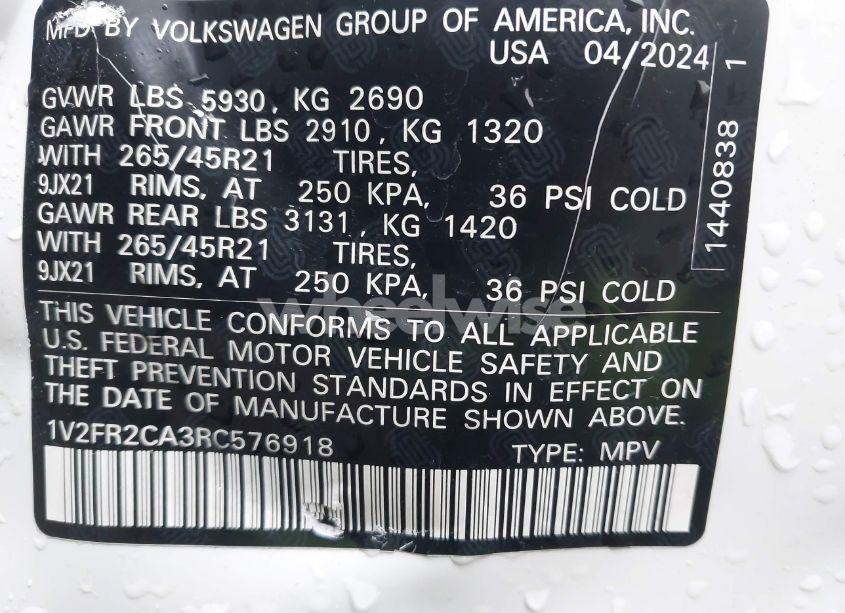 MFD BY VOLKSWAGEN GROUP OF AMERICA, INC.
USA 04/2024
GVWR LBS 5930, KG 2690
GAWR FRONT LBS 2910, KG 1320
WITH 265/45R21 TIRES,
9JX21 RIMS, AT 250 KPA, 36 PSI COLD
GAWR REAR LBS 3131, KG 1420
WITH 265/45R21 TIRES,
9JX21 RIMS, AT 250 KPA, 36 PSI COLD
1440838 1
wheelwise
THIS VEHICLE CONFORMS TO ALL APPLICABLE
U.S. FEDERAL MOTOR VEHICLE SAFETY AND
THEFT PREVENTION STANDARDS IN EFFECT ON
THE DATE OF MANUFACTURE SHOWN ABOVE.
1V2FR2CA3RC576918 TYPE: MPV